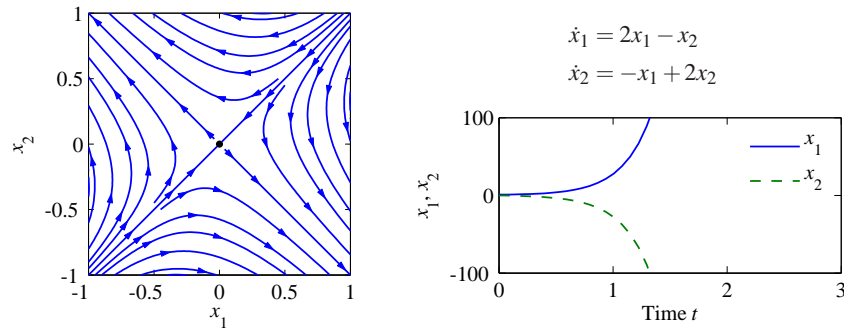 1
0.5
0
-0.5
-1
-1 -0.5 0 0.5 1
x₁
x₂
ẋ₁ = 2x₁ − x₂
ẋ₂ = −x₁ + 2x₂
100
0
-100
0 1 2 3
Time t
x₁, x₂
x₁
x₂